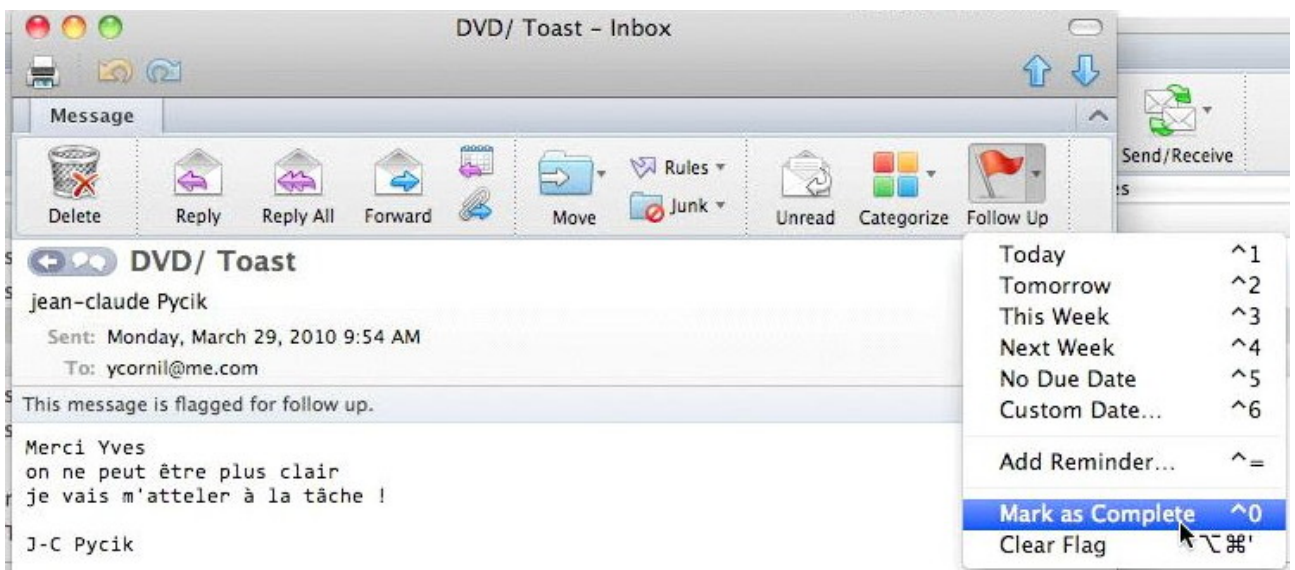 DVD/ Toast – Inbox
Message
Send/Receive
Rules
Junk
Delete
Reply
Reply All
Forward
Move
Unread
Categorize
Follow Up
DVD/ Toast
jean-claude Pycik
Sent: Monday, March 29, 2010 9:54 AM
To: ycornil@me.com
This message is flagged for follow up.
Merci Yves
on ne peut être plus clair
je vais m'atteler à la tâche !
J-C Pycik
Today ^1
Tomorrow ^2
This Week ^3
Next Week ^4
No Due Date ^5
Custom Date... ^6
Add Reminder... ^=
Mark as Complete ^0
Clear Flag ⌥⌘'